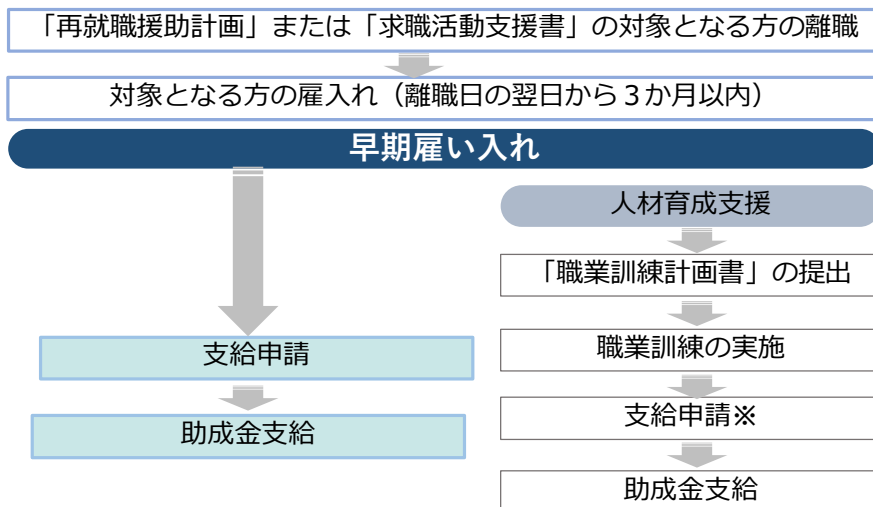 「再就職援助計画」または「求職活動支援書」の対象となる方の離職
対象となる方の雇入れ（離職日の翌日から３か月以内）
早期雇い入れ
支給申請
助成金支給
人材育成支援
「職業訓練計画書」の提出
職業訓練の実施
支給申請※
助成金支給